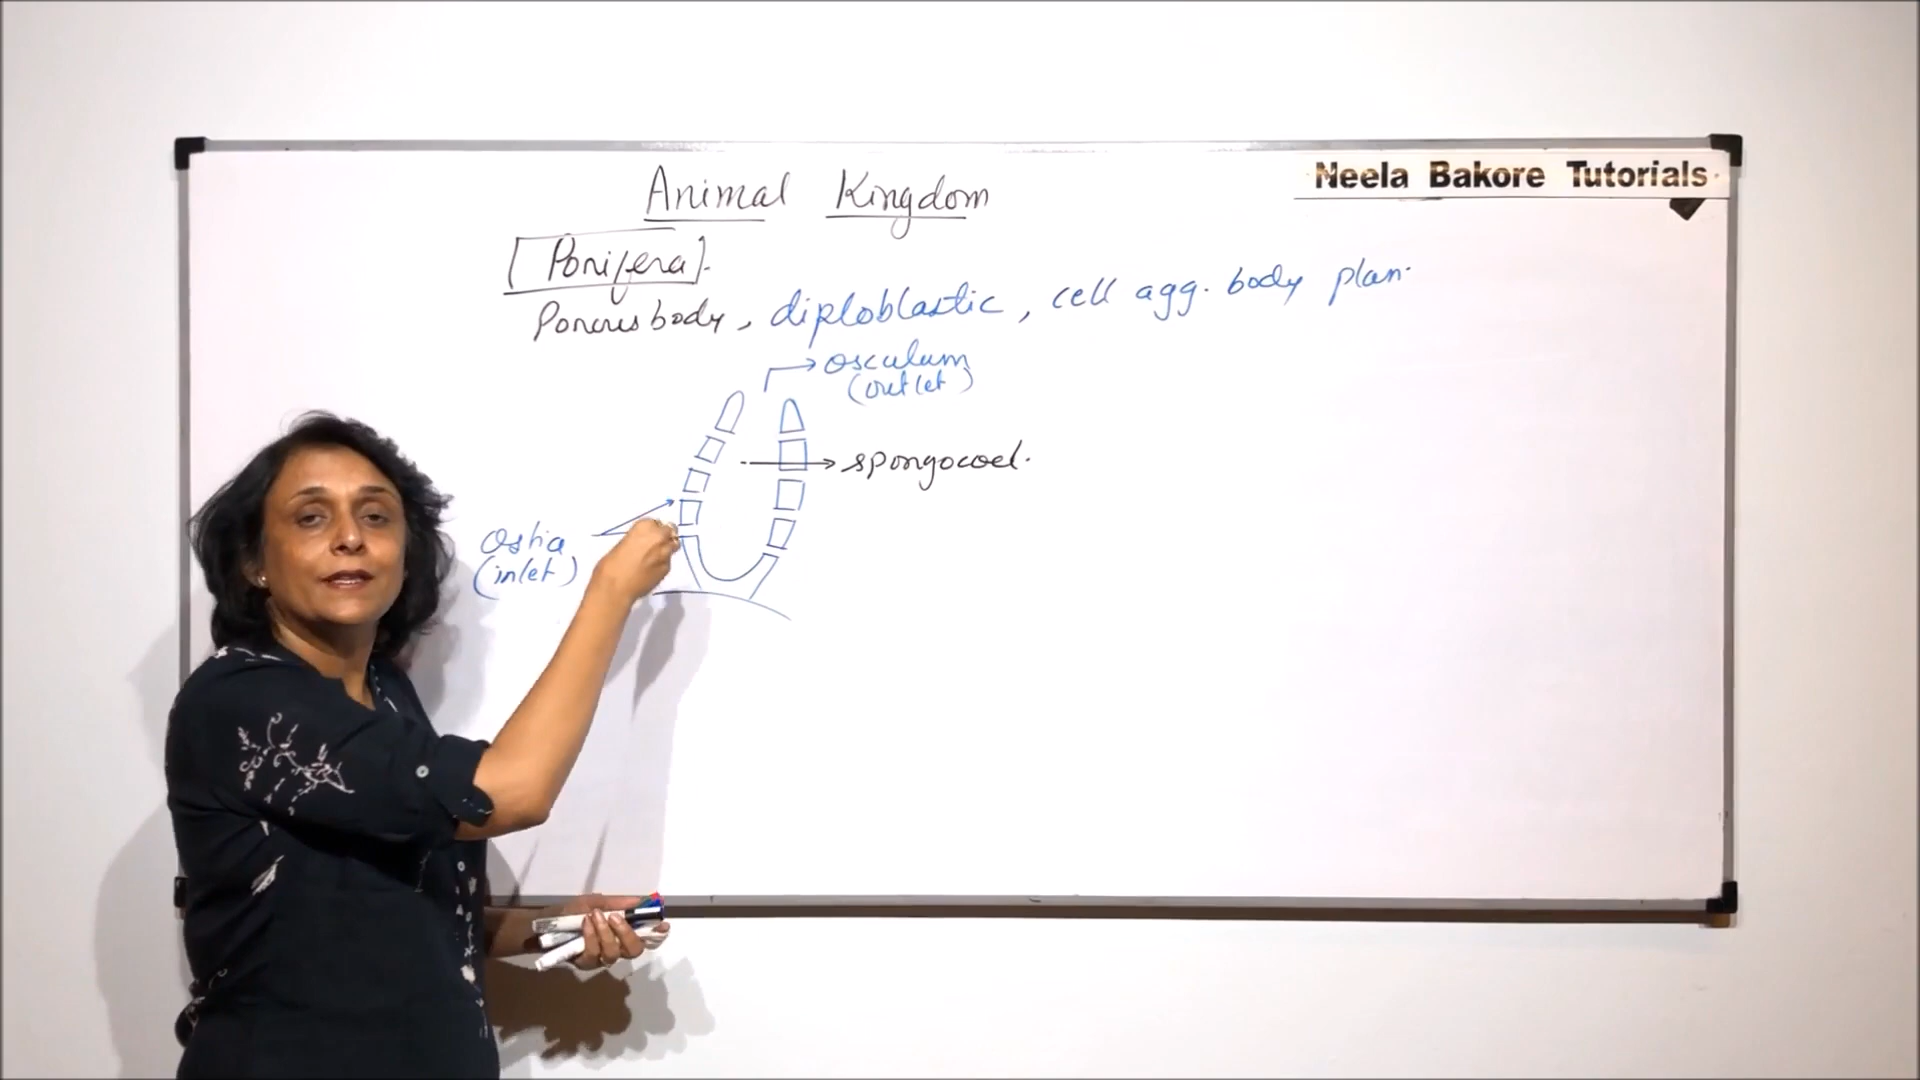 Neela Bakore Tutorials
Animal Kingdom
[Porifera].
Porous body, diploblastic, cell agg. body plan.
osculum
(outlet)
spongocoel.
Ostia
(inlet)